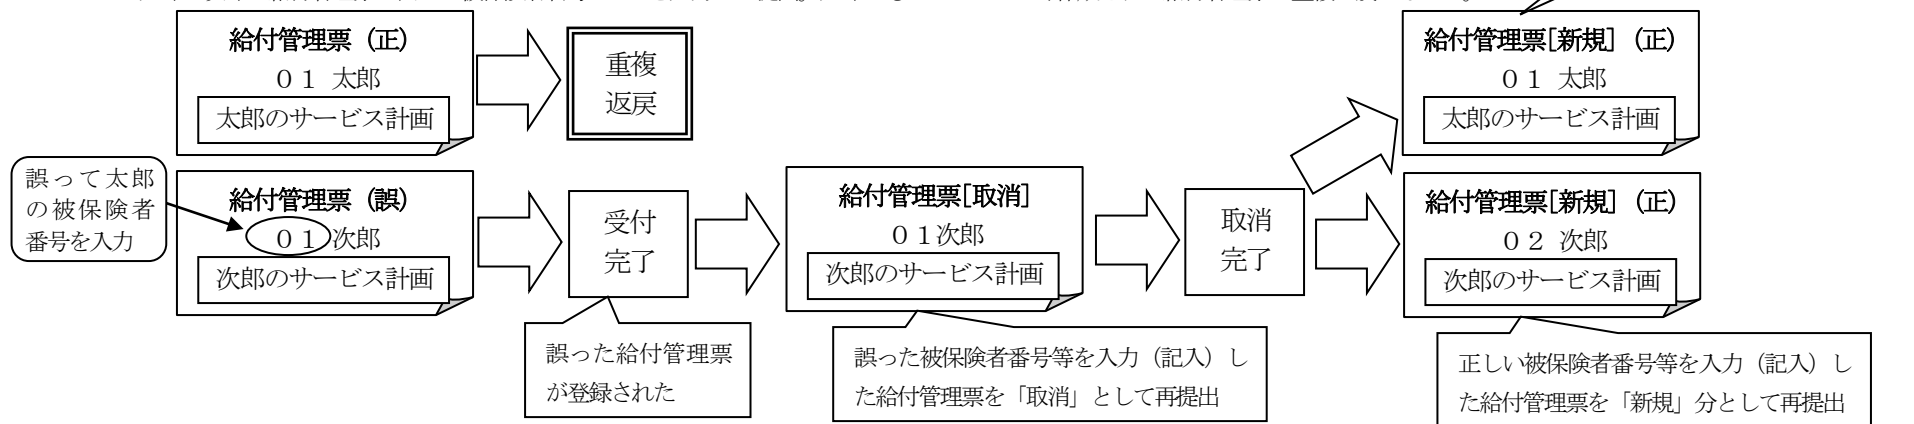 給付管理票（正）
０１ 太郎
太郎のサービス計画
重複
返戻
給付管理票[新規]（正）
０１ 太郎
太郎のサービス計画
誤って太郎
の被保険者
番号を入力
給付管理票（誤）
０１次郎
次郎のサービス計画
受付
完了
給付管理票[取消]
０１次郎
次郎のサービス計画
取消
完了
給付管理票[新規]（正）
０２ 次郎
次郎のサービス計画
誤った給付管理票
が登録された
誤った被保険者番号等を入力（記入）し
た給付管理票を「取消」として再提出
正しい被保険者番号等を入力（記入）し
た給付管理票を「新規」分として再提出